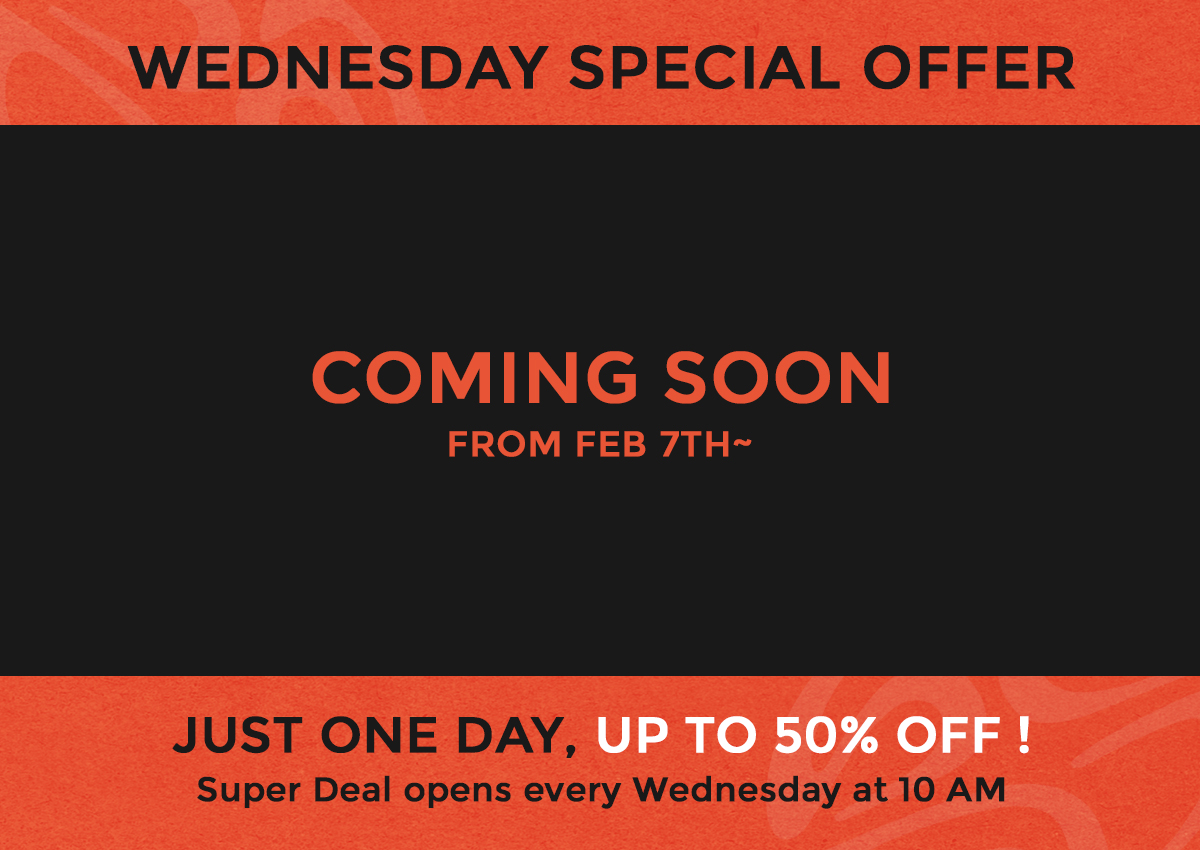 WEDNESDAY SPECIAL OFFER
COMING SOON
FROM FEB 7TH~
JUST ONE DAY, UP TO 50% OFF !
Super Deal opens every Wednesday at 10 AM